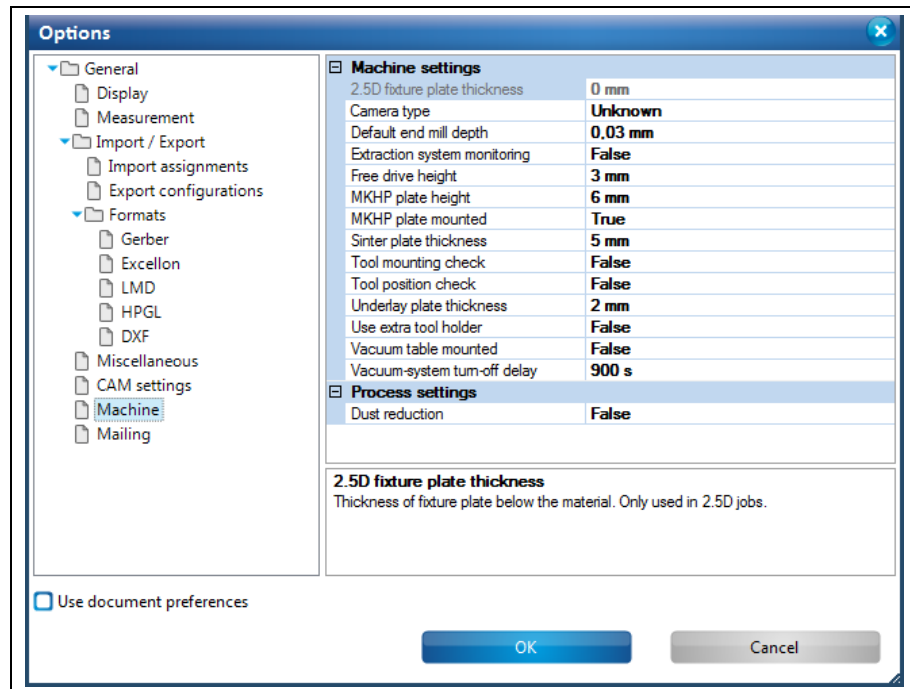 Options
General
Display
Measurement
Import / Export
Import assignments
Export configurations
Formats
Gerber
Excellon
LMD
HPGL
DXF
Miscellaneous
CAM settings
Machine
Mailing
Machine settings
2.5D fixture plate thickness 0 mm
Camera type Unknown
Default end mill depth 0,03 mm
Extraction system monitoring False
Free drive height 3 mm
MKHP plate height 6 mm
MKHP plate mounted True
Sinter plate thickness 5 mm
Tool mounting check False
Tool position check False
Underlay plate thickness 2 mm
Use extra tool holder False
Vacuum table mounted False
Vacuum-system turn-off delay 900 s
Process settings
Dust reduction False
2.5D fixture plate thickness
Thickness of fixture plate below the material. Only used in 2.5D jobs.
Use document preferences
OK Cancel